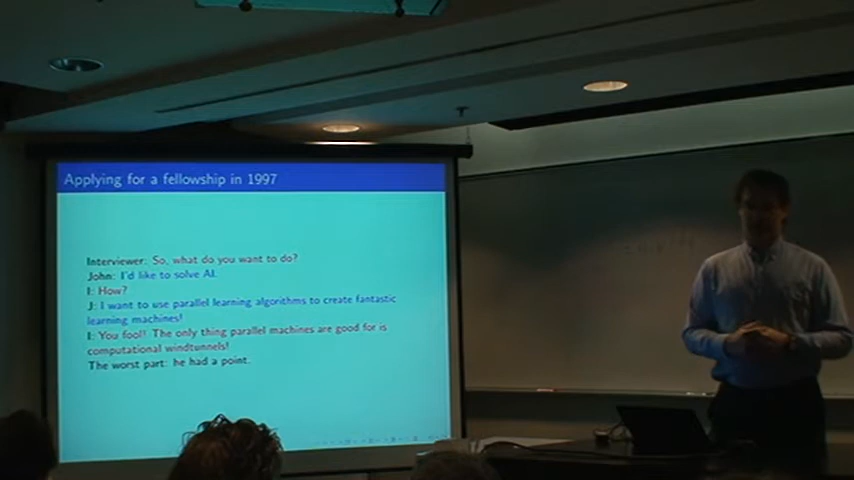 Applying for a fellowship in 1997
Interviewer: So, what do you want to do?
John: I'd like to solve AI.
I: How?
J: I want to use parallel learning algorithms to create fantastic
learning machines!
I: You fool! The only thing parallel machines are good for is
computational windtunnels!
The worst part: he had a point.